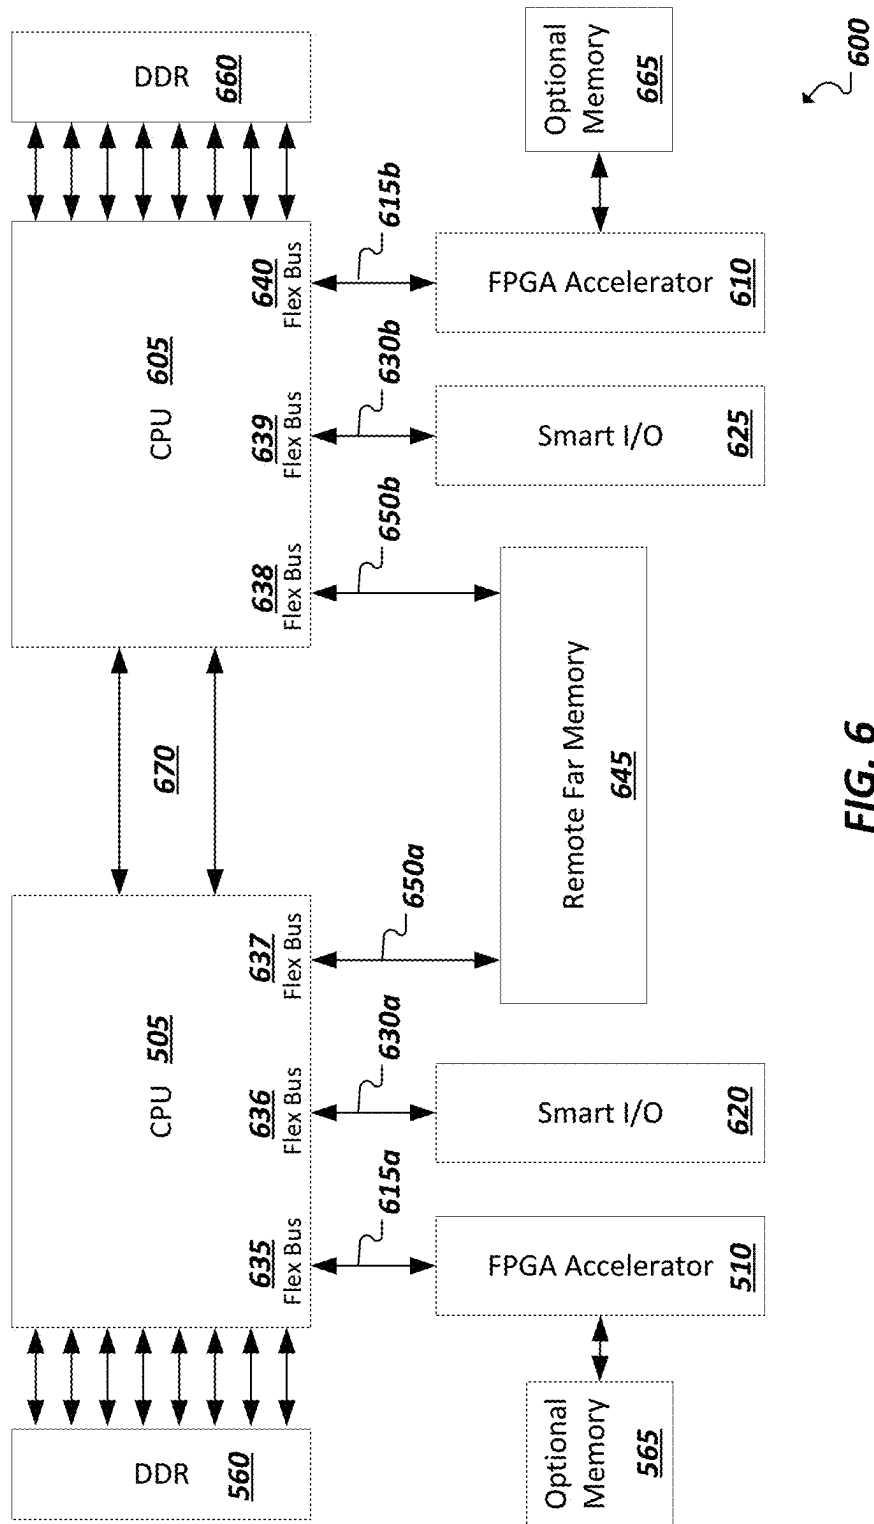 DDR
560
CPU
505
670
CPU
605
DDR
660
635
Flex Bus
636
Flex Bus
637
Flex Bus
638
Flex Bus
639
Flex Bus
640
Flex Bus
615a
630a
650a
650b
630b
615b
Optional
Memory
565
FPGA Accelerator
510
Smart I/O
620
Remote Far Memory
645
Smart I/O
625
FPGA Accelerator
610
Optional
Memory
665
600
FIG. 6